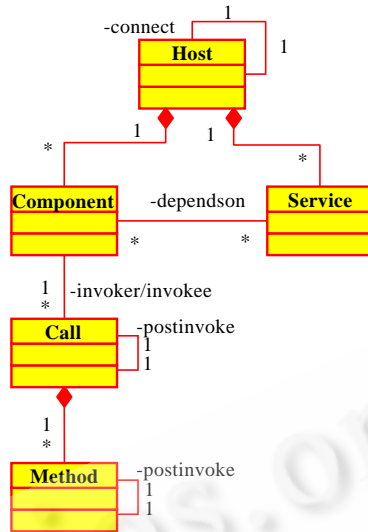 1
-connect
1
Host
1
1
*
*
Component
-dependson
Service
*
*
1
-invoker/invokee
*
Call
-postinvoke
1
1
1
*
Method
-postinvoke
1
1